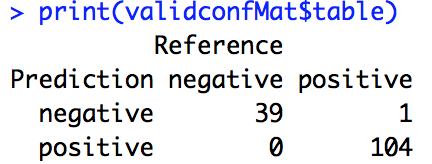 > print(validconfMat$table)
          Reference
Prediction negative positive
  negative       39        1
  positive        0      104